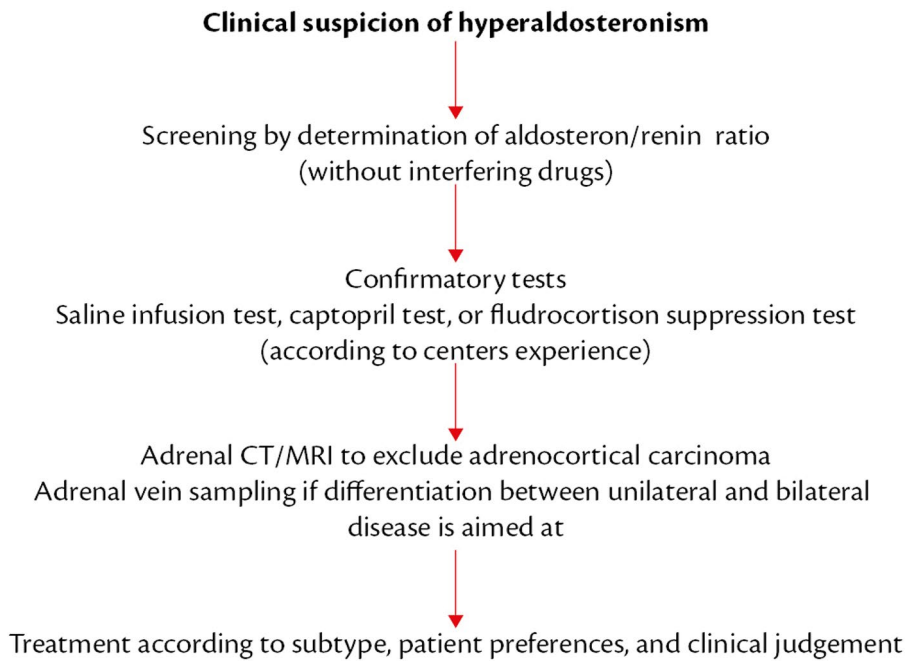 Clinical suspicion of hyperaldosteronism
Screening by determination of aldosteron/renin ratio
(without interfering drugs)
Confirmatory tests
Saline infusion test, captopril test, or fludrocortison suppression test
(according to centers experience)
Adrenal CT/MRI to exclude adrenocortical carcinoma
Adrenal vein sampling if differentiation between unilateral and bilateral
disease is aimed at
Treatment according to subtype, patient preferences, and clinical judgement